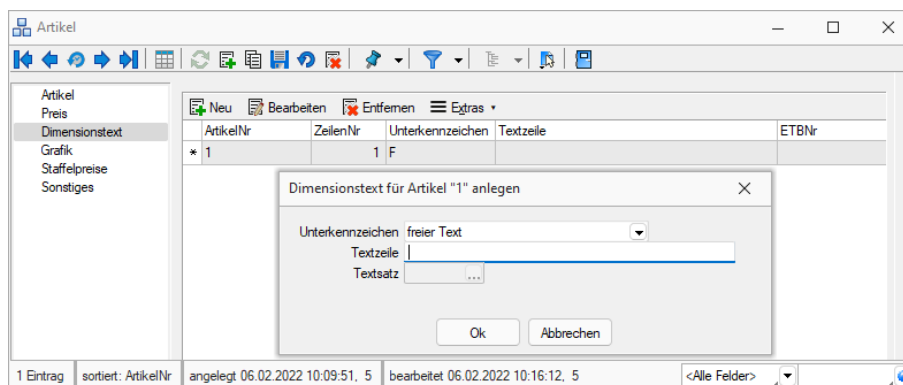 Artikel
Artikel
Preis
Dimensionstext
Grafik
Staffelpreise
Sonstiges
Neu Bearbeiten Entfernen Extras
ArtikelNr ZeilenNr Unterkennzeichen Textzeile ETBNr
* 1 1 F
Dimensionstext für Artikel "1" anlegen
Unterkennzeichen freier Text
Textzeile
Textsatz ...
Ok Abbrechen
1 Eintrag sortiert: ArtikelNr angelegt 06.02.2022 10:09:51, 5 bearbeitet 06.02.2022 10:16:12, 5 <Alle Felder>